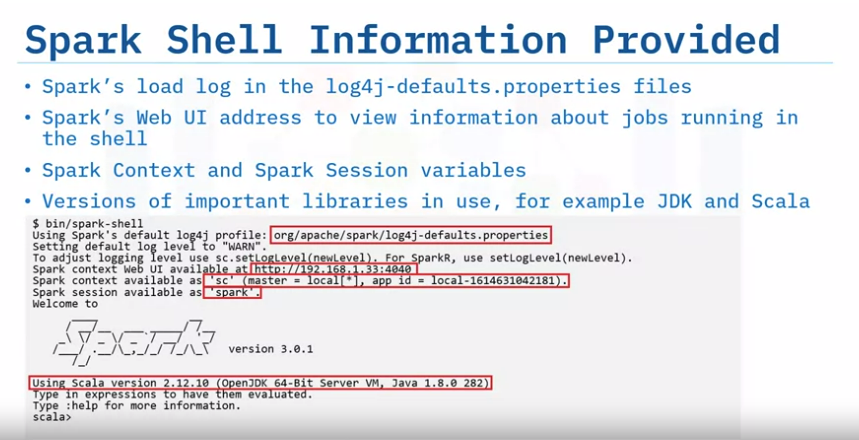 Spark Shell Information Provided
• Spark's load log in the log4j-defaults.properties files
• Spark's Web UI address to view information about jobs running in
the shell
• Spark Context and Spark Session variables
• Versions of important libraries in use, for example JDK and Scala
$ bin/spark-shell
Using Spark's default log4j profile: org/apache/spark/log4j-defaults.properties
Setting default log level to "WARN".
To adjust logging level use sc.setLogLevel(newLevel). For SparkR, use setLogLevel(newLevel).
Spark context Web UI available at http://192.168.1.33:4040
Spark context available as 'sc' (master = local[*], app id = local-1614631042181).
Spark session available as 'spark'.
Welcome to
Spark
version 3.0.1
Using Scala version 2.12.10 (OpenJDK 64-Bit Server VM, Java 1.8.0 282)
Type in expressions to have them evaluated.
Type :help for more information.
scala>